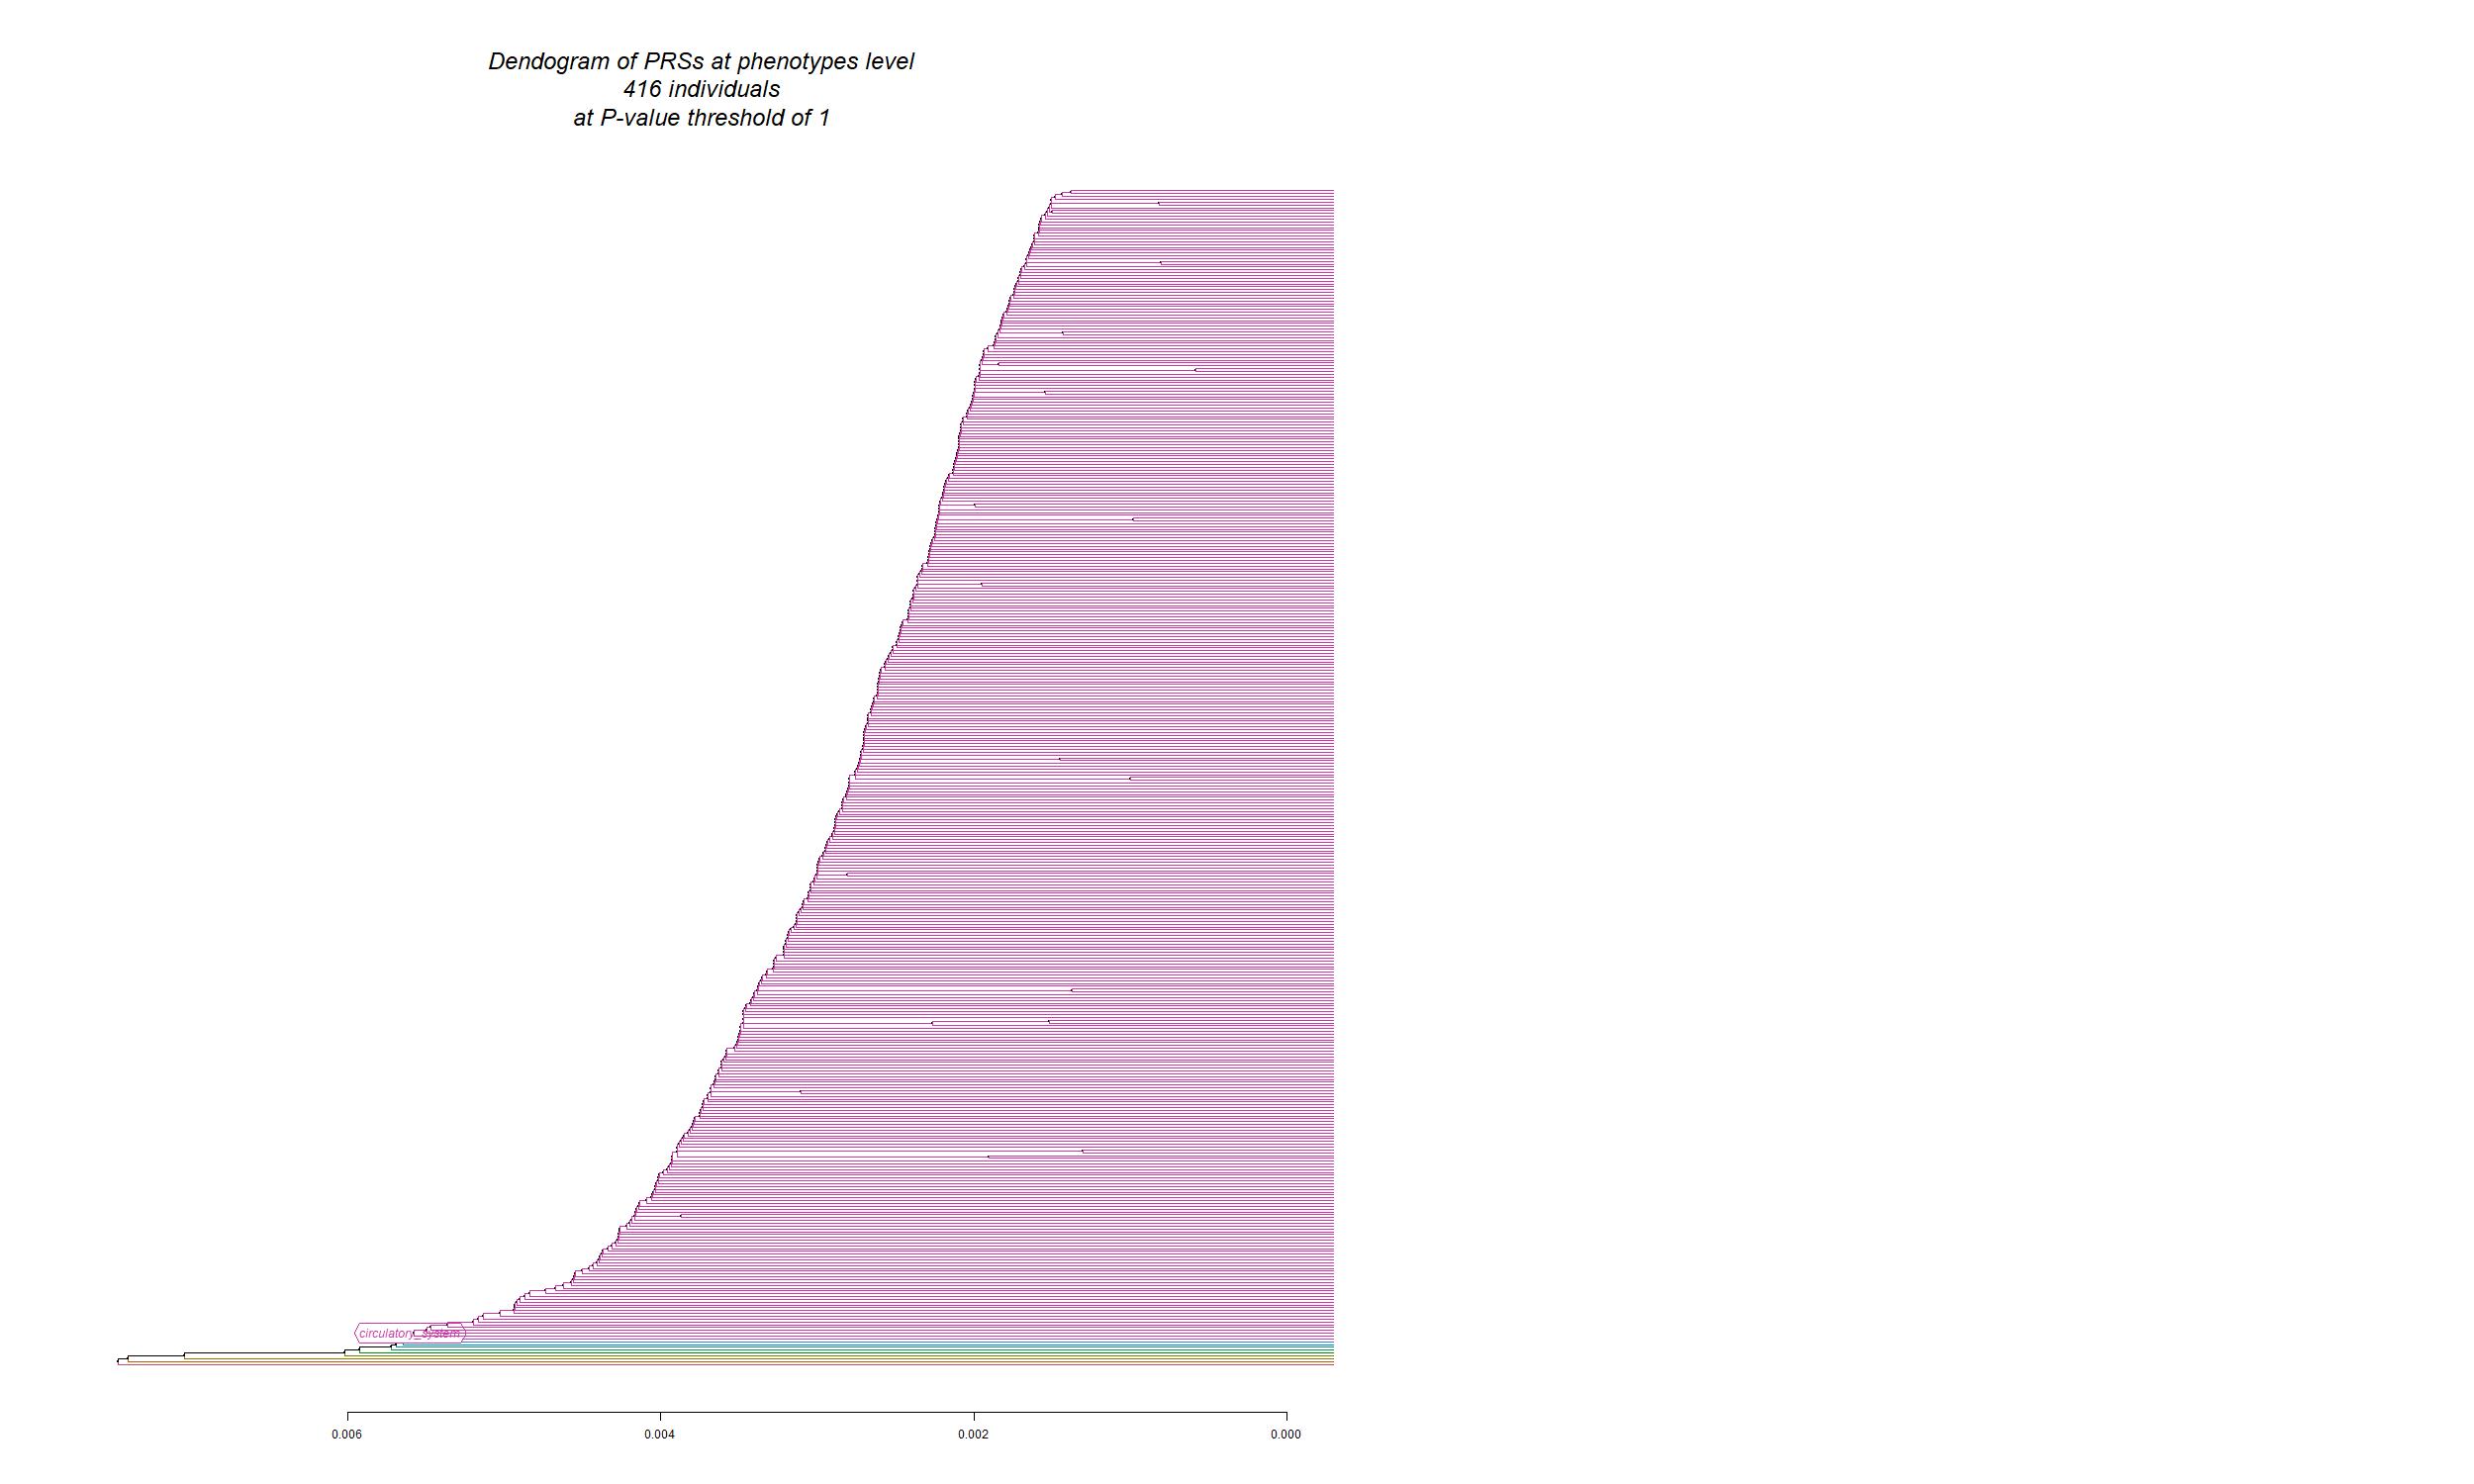 Dendogram of PRSs at phenotypes level
416 individuals
at P-value threshold of 1
circulatory_system
0.006 0.004 0.002 0.000